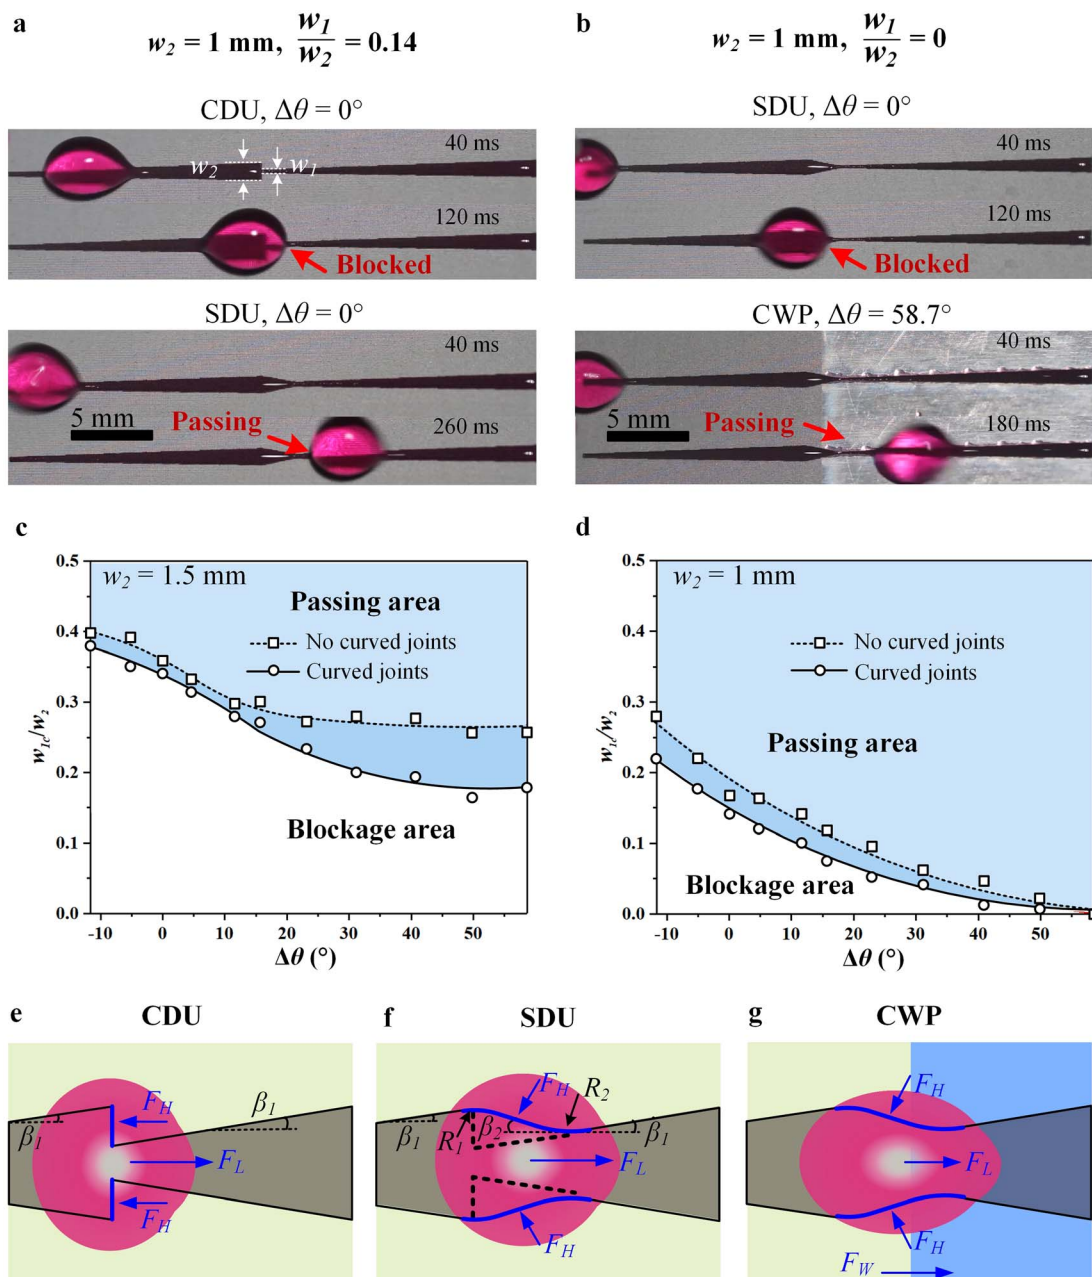 a
w₂ = 1 mm, w₁/w₂ = 0.14
CDU, Δθ = 0°
40 ms
w₂
w₁
120 ms
Blocked
SDU, Δθ = 0°
40 ms
Passing
5 mm
260 ms
b
w₂ = 1 mm, w₁/w₂ = 0
SDU, Δθ = 0°
40 ms
120 ms
Blocked
CWP, Δθ = 58.7°
40 ms
5 mm
Passing
180 ms
c
w₂ = 1.5 mm
Passing area
No curved joints
Curved joints
Blockage area
w₁c/w₂
0.5
0.4
0.3
0.2
0.1
0.0
-10 0 10 20 30 40 50
Δθ (°)
d
w₂ = 1 mm
No curved joints
Curved joints
Passing area
Blockage area
w₁c/w₂
0.5
0.4
0.3
0.2
0.1
0.0
-10 0 10 20 30 40 50
Δθ (°)
e CDU
F_H
β₁
β₁
F_L
F_H
f SDU
F_H
R₂
β₁
R₁
β₂
β₁
F_L
F_H
g CWP
F_H
F_L
F_H
F_W